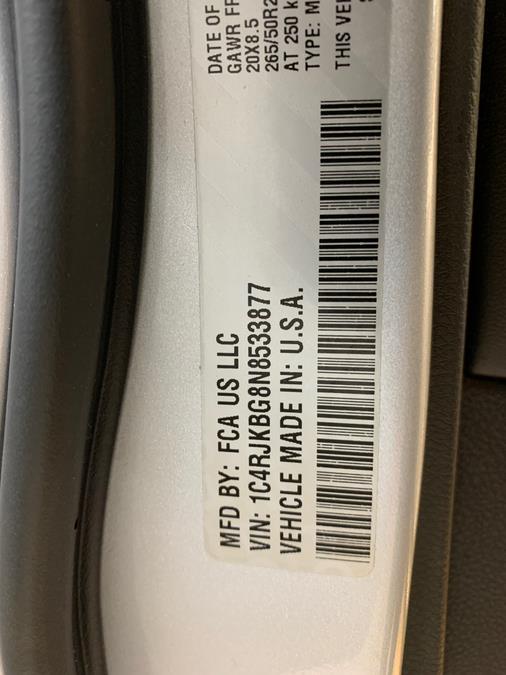 MFD BY: FCA US LLC
VIN: 1C4RJKBG8N8533877
VEHICLE MADE IN: U.S.A.
DATE OF
GAWR FR
20X8.5
265/50R2
AT 250 k
TYPE: M
THIS VEH